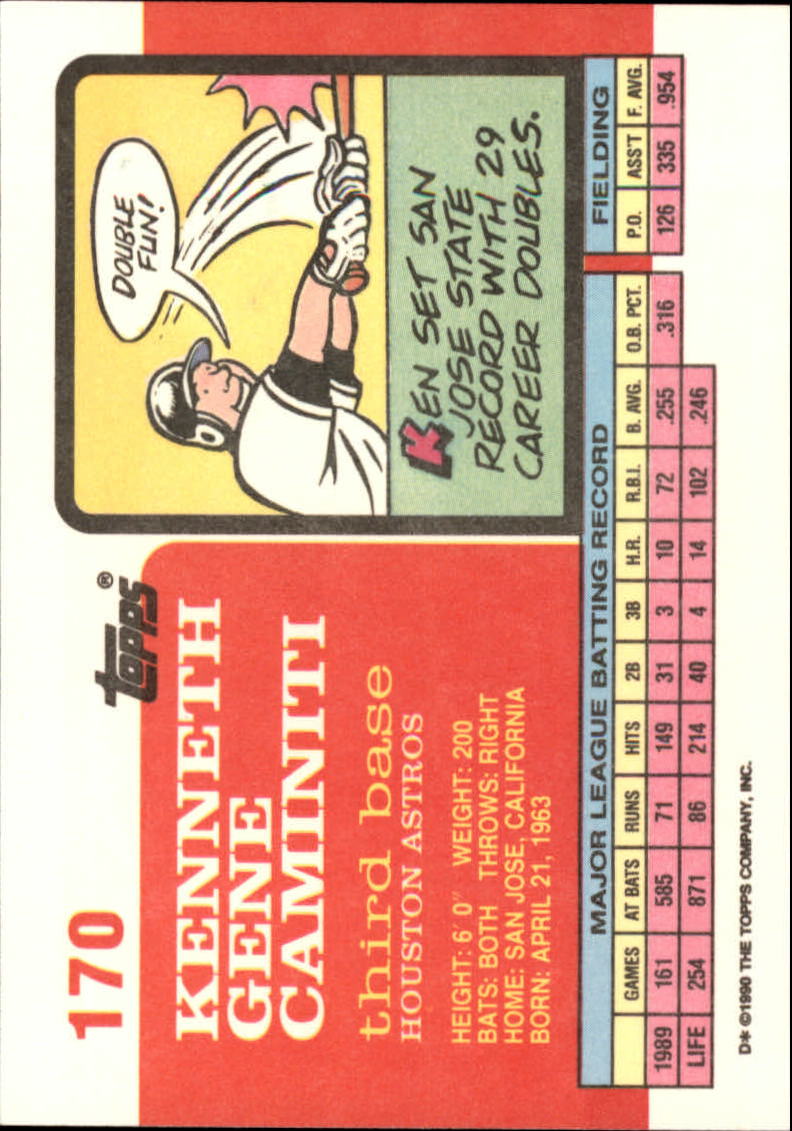 170
topps®
KENNETH
GENE
CAMINITI
third base
HOUSTON ASTROS
HEIGHT: 6' 0" WEIGHT: 200
BATS: BOTH THROWS: RIGHT
HOME: SAN JOSE, CALIFORNIA
BORN: APRIL 21, 1963
DOUBLE
FUN!
KEN SET SAN
JOSE STATE
RECORD WITH 29
CAREER DOUBLES.
MAJOR LEAGUE BATTING RECORD FIELDING
GAMES AT BATS RUNS HITS 2B 3B H.R. R.B.I. B. AVG. O.B. PCT. P.O. ASS'T F. AVG.
1989 161 585 71 149 31 3 10 72 .255 .316 126 335 .954
LIFE 254 871 86 214 40 4 14 102 .246
D* ©1990 THE TOPPS COMPANY, INC.